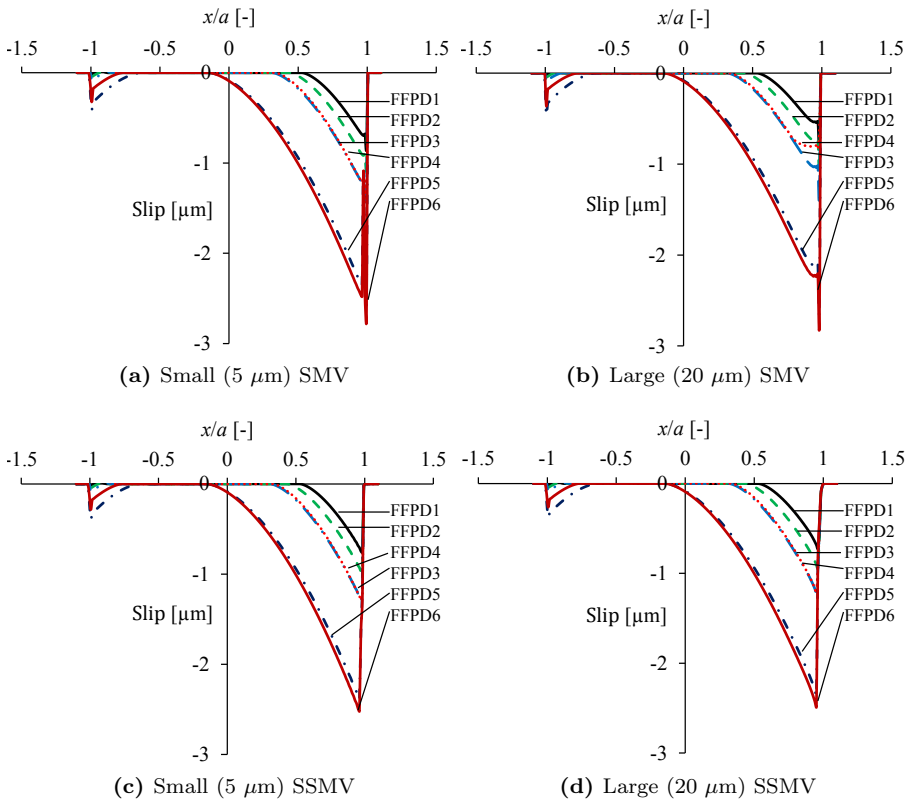 x/a [-]
-1.5 -1 -0.5 0 0.5 1 1.5
0
-1
-2
-3
Slip [µm]
FFPD1
FFPD2
FFPD3
FFPD4
FFPD5
FFPD6
(a) Small (5 µm) SMV
x/a [-]
-1.5 -1 -0.5 0 0.5 1 1.5
0
-1
-2
-3
Slip [µm]
FFPD1
FFPD2
FFPD4
FFPD3
FFPD5
FFPD6
(b) Large (20 µm) SMV
x/a [-]
-1.5 -1 -0.5 0 0.5 1 1.5
0
-1
-2
-3
Slip [µm]
FFPD1
FFPD2
FFPD4
FFPD3
FFPD5
FFPD6
(c) Small (5 µm) SSMV
x/a [-]
-1.5 -1 -0.5 0 0.5 1 1.5
0
-1
-2
-3
Slip [µm]
FFPD1
FFPD2
FFPD3
FFPD4
FFPD5
FFPD6
(d) Large (20 µm) SSMV